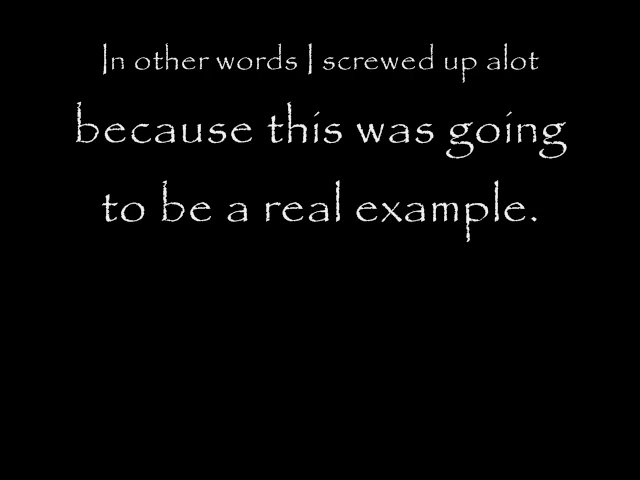 In other words I screwed up alot
because this was going
to be a real example.